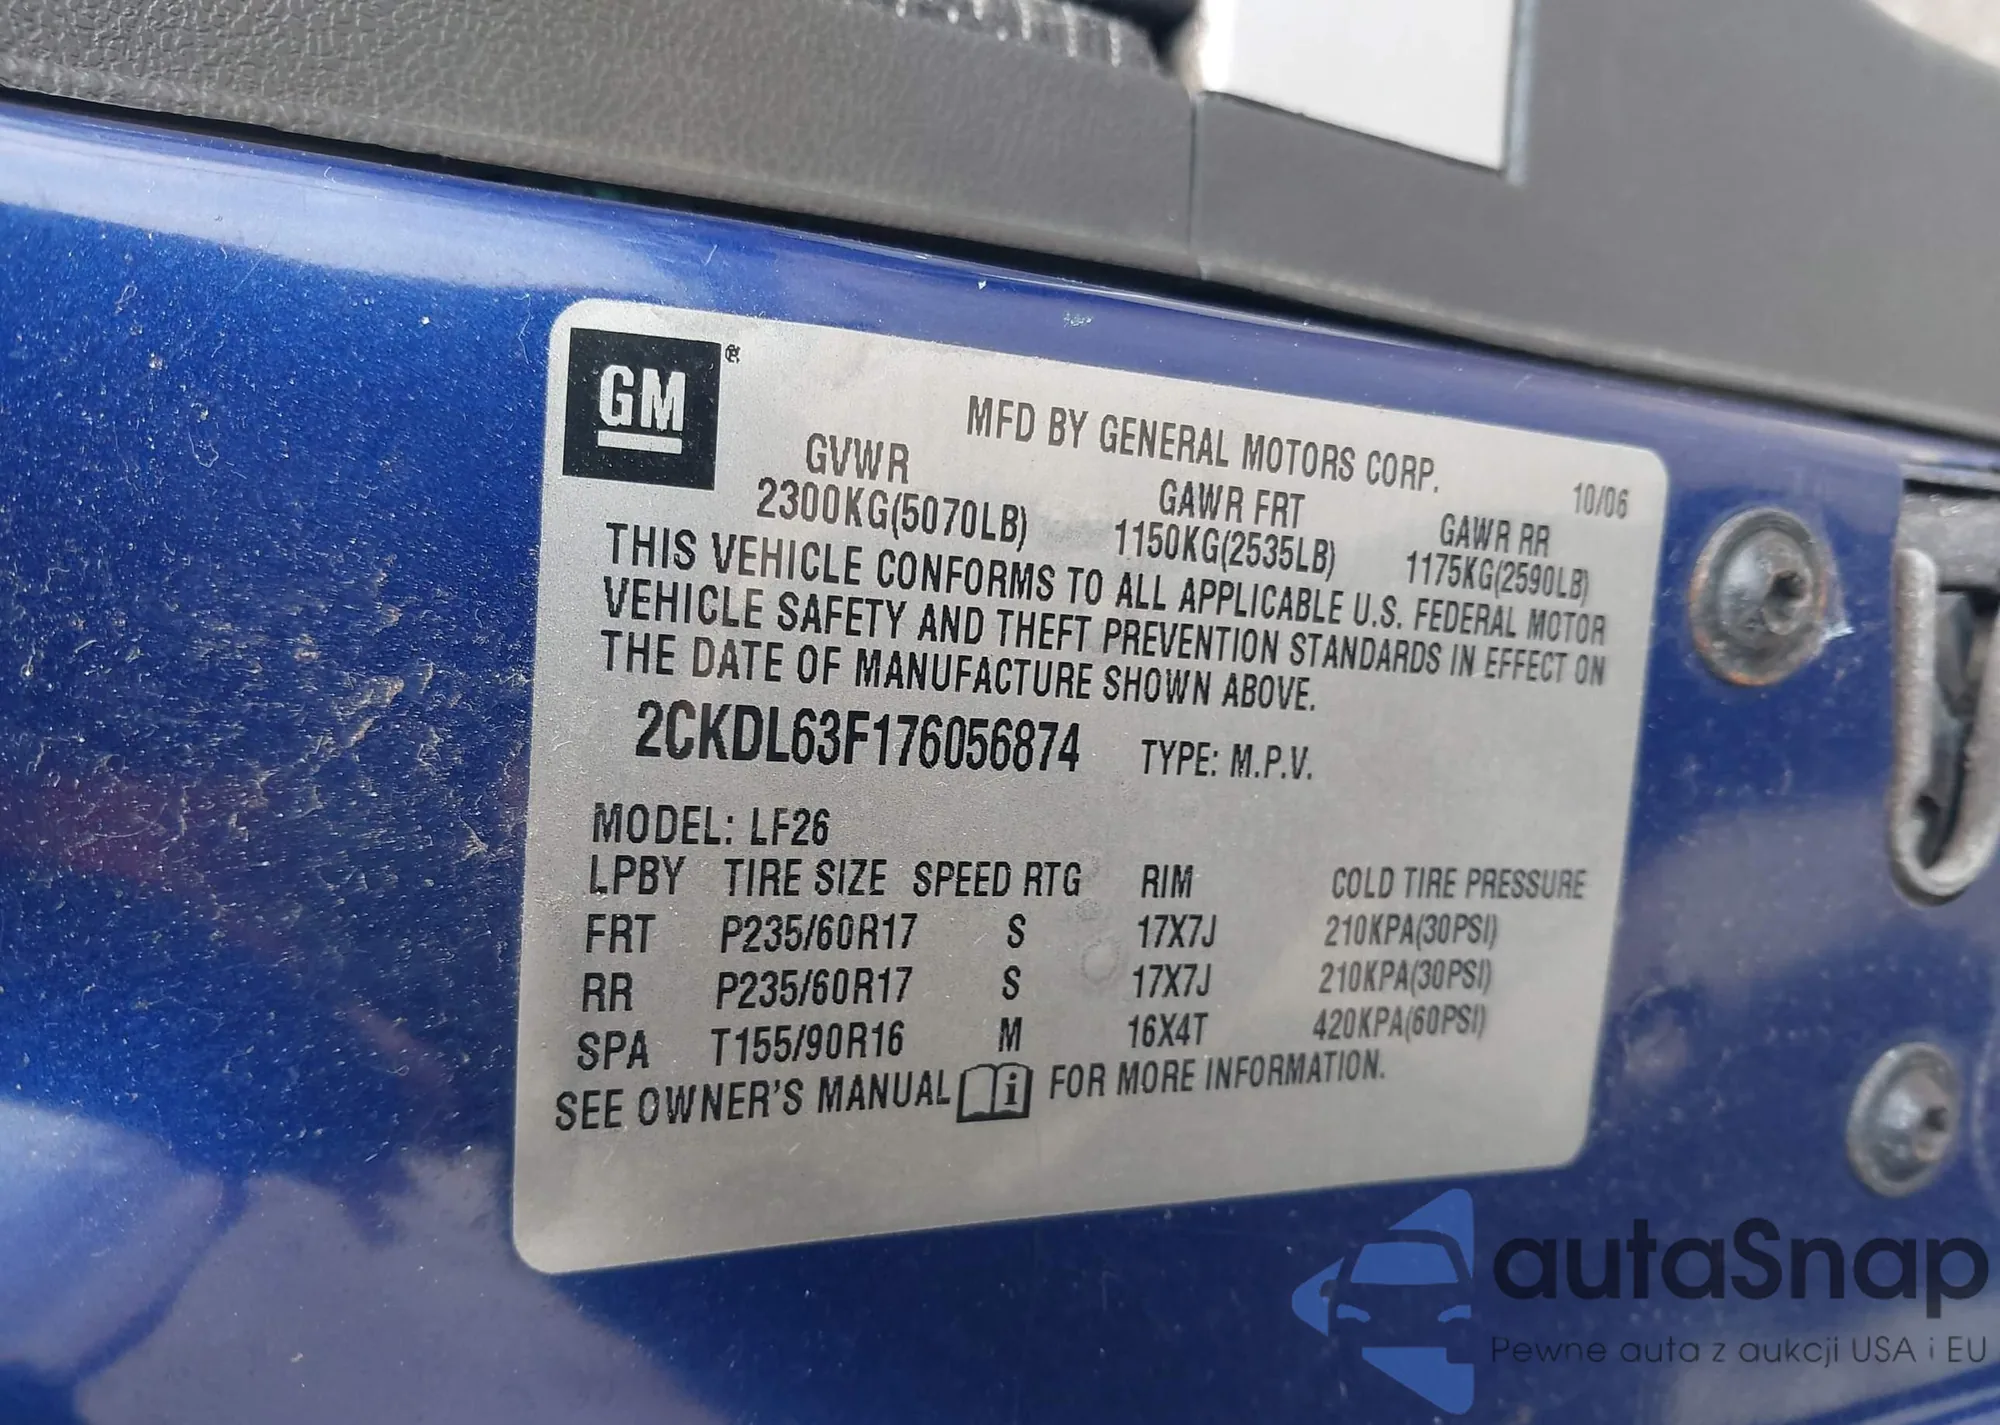 GM®
MFD BY GENERAL MOTORS CORP.
10/06
GVWR GAWR FRT GAWR RR
2300KG(5070LB) 1150KG(2535LB) 1175KG(2590LB)
THIS VEHICLE CONFORMS TO ALL APPLICABLE U.S. FEDERAL MOTOR
VEHICLE SAFETY AND THEFT PREVENTION STANDARDS IN EFFECT ON
THE DATE OF MANUFACTURE SHOWN ABOVE.
2CKDL63F176056874 TYPE: M.P.V.
MODEL: LF26
LPBY TIRE SIZE SPEED RTG RIM COLD TIRE PRESSURE
FRT P235/60R17 S 17X7J 210KPA(30PSI)
RR P235/60R17 S 17X7J 210KPA(30PSI)
SPA T155/90R16 M 16X4T 420KPA(60PSI)
SEE OWNER'S MANUAL i FOR MORE INFORMATION.
autaSnap
Pewne auta z aukcji USA i EU